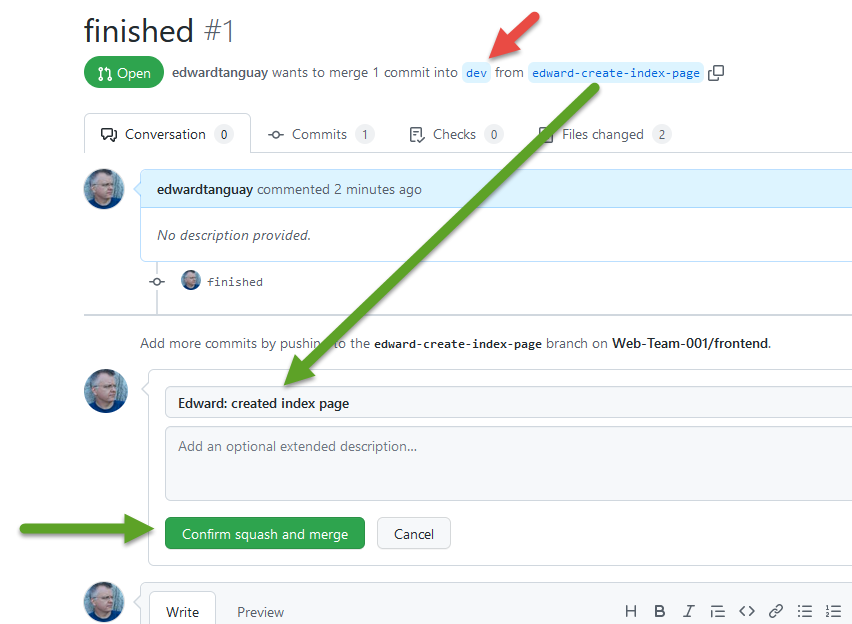 finished #1
Open edwardtanguay wants to merge 1 commit into dev from edward-create-index-page
Conversation 0 Commits 1 Checks 0 Files changed 2
edwardtanguay commented 2 minutes ago
No description provided.
finished
Add more commits by pushing to the edward-create-index-page branch on Web-Team-001/frontend.
Edward: created index page
Add an optional extended description...
Confirm squash and merge Cancel
Write Preview H B I